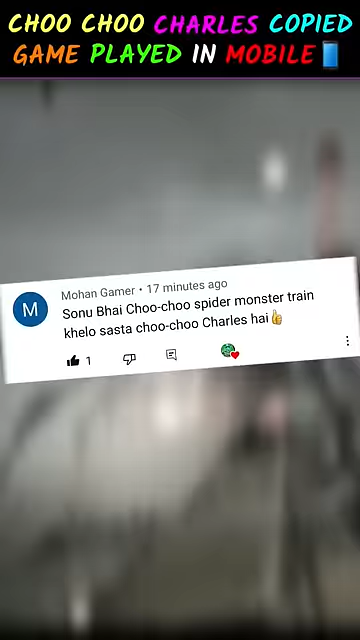 CHOO CHOO CHARLES COPIED
GAME PLAYED IN MOBILE📱
M
Mohan Gamer • 17 minutes ago
Sonu Bhai Choo-choo spider monster train
khelo sasta choo-choo Charles hai👍
1